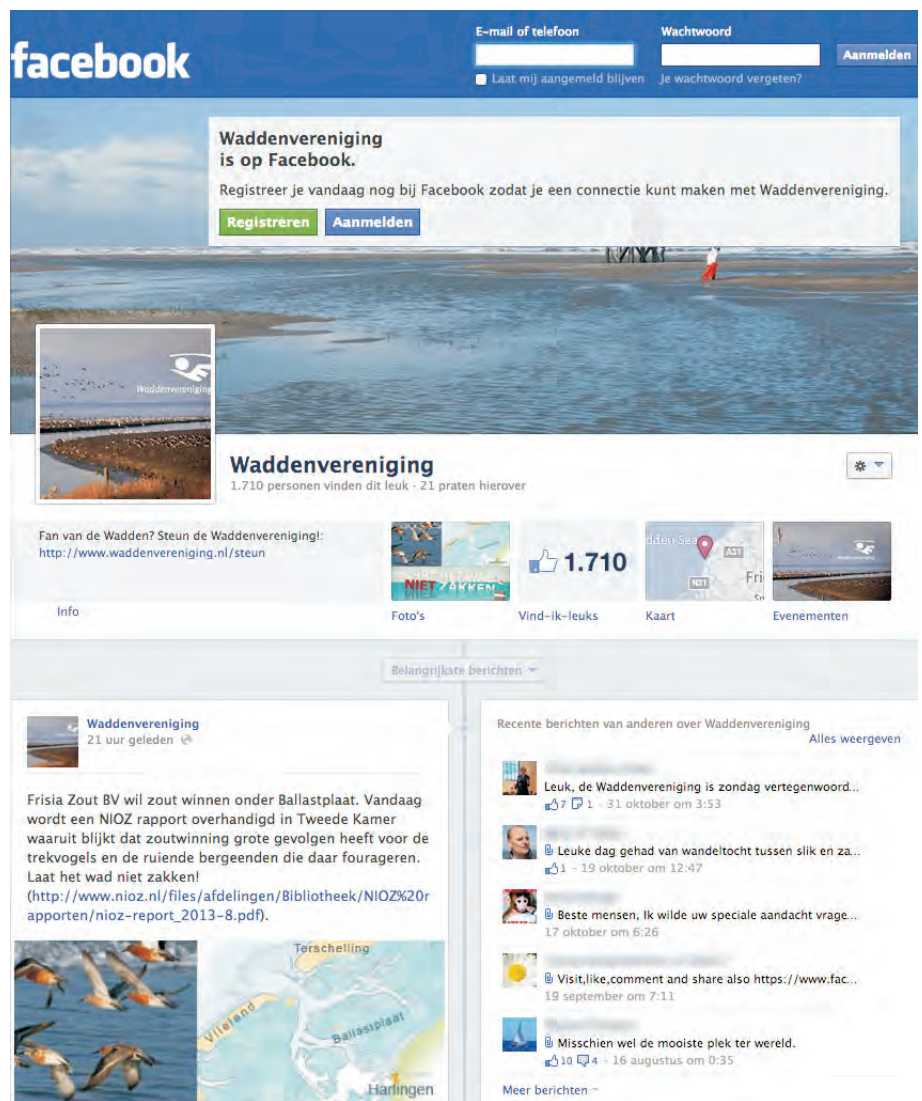 facebook
E-mail of telefoon
Wachtwoord
Aanmelden
Laat mij aangemeld blijven
Je wachtwoord vergeten?
Waddenvereniging
is op Facebook.
Registreer je vandaag nog bij Facebook zodat je een connectie kunt maken met Waddenvereniging.
Registreren
Aanmelden
Waddenvereniging
Waddenvereniging
1.710 personen vinden dit leuk · 21 praten hierover
Fan van de Wadden? Steun de Waddenvereniging!:
http://www.waddenvereniging.nl/steun
Info
NIET ZAKKEN
Foto's
1.710
Vind-ik-leuks
dden Sea
A31
N31
Fri
Kaart
Evenementen
Belangrijkste berichten
Waddenvereniging
21 uur geleden
Frisia Zout BV wil zout winnen onder Ballastplaat. Vandaag
wordt een NIOZ rapport overhandigd in Tweede Kamer
waaruit blijkt dat zoutwinning grote gevolgen heeft voor de
trekvogels en de ruiende bergeenden die daar fourageren.
Laat het wad niet zakken!
(http://www.nioz.nl/files/afdelingen/Bibliotheek/NIOZ%20r
apporten/nioz-report_2013-8.pdf).
Terschelling
Vlieland
Ballastplaat
Harlingen
Recente berichten van anderen over Waddenvereniging
Alles weergeven
Leuk, de Waddenvereniging is zondag vertegenwoord...
7 1 · 31 oktober om 3:53
Leuke dag gehad van wandeltocht tussen slik en za...
1 · 19 oktober om 12:47
Beste mensen, Ik wilde uw speciale aandacht vrage...
17 oktober om 6:26
Visit,like,comment and share also https://www.fac...
19 september om 7:11
Misschien wel de mooiste plek ter wereld.
10 4 · 16 augustus om 0:35
Meer berichten